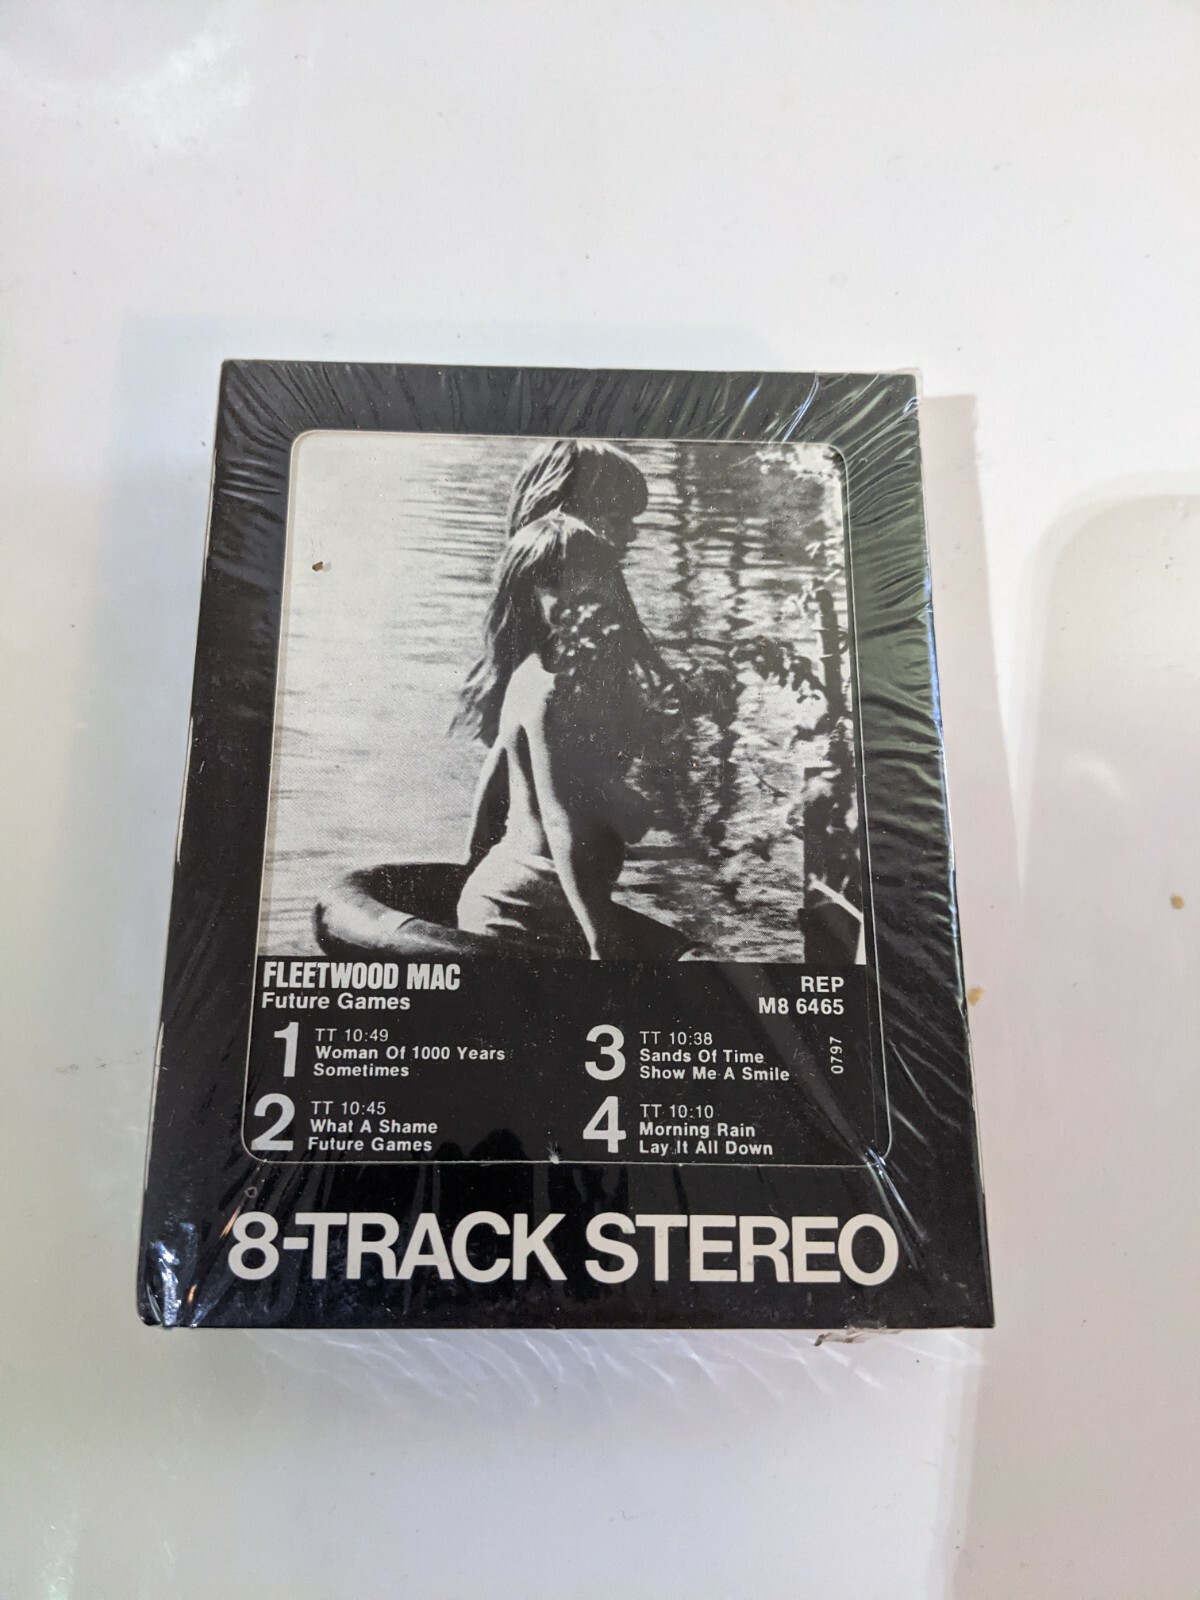 FLEETWOOD MAC
Future Games
REP
M8 6465
1 TT 10:49
Woman Of 1000 Years
Sometimes
2 TT 10:45
What A Shame
Future Games
3 TT 10:38
Sands Of Time
Show Me A Smile
4 TT 10:10
Morning Rain
Lay It All Down
0797
8-TRACK STEREO